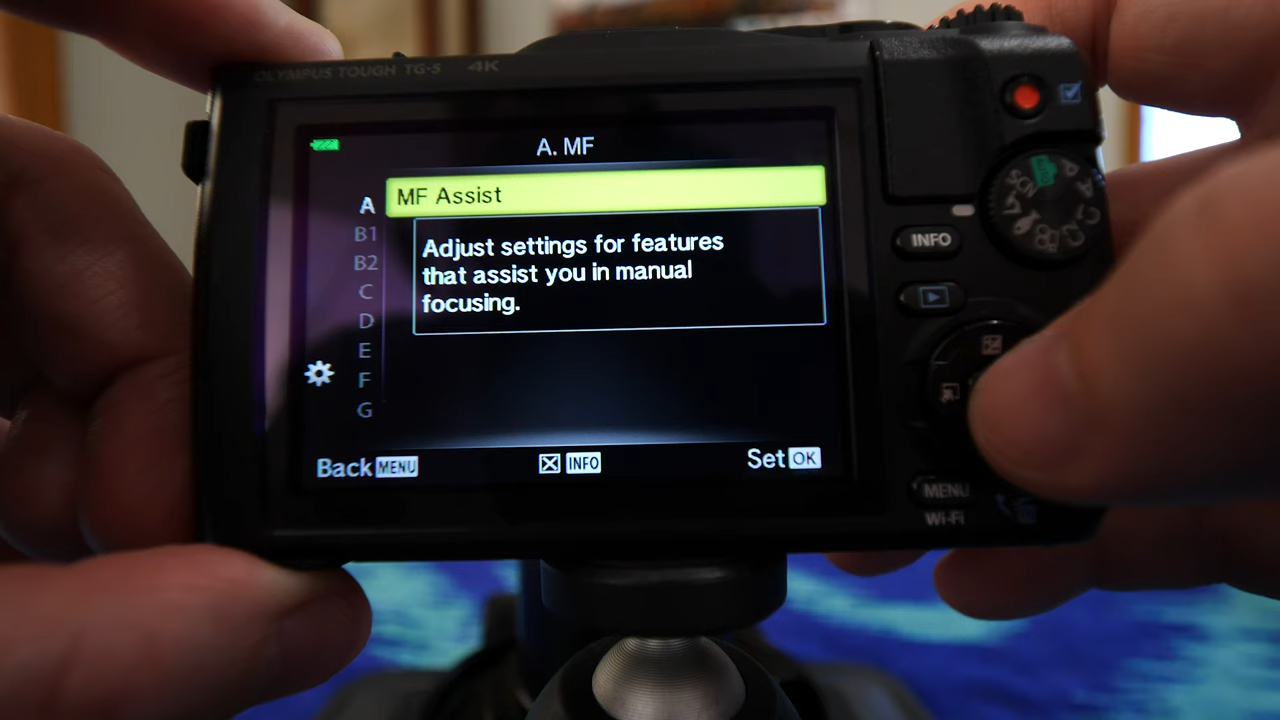 OLYMPUS TOUGH TG-5 4K
A. MF
A
MF Assist
B1
B2
C
D
E
F
G
Adjust settings for features
that assist you in manual
focusing.
Back MENU
INFO
Set OK
INFO
MENU
Wi-Fi